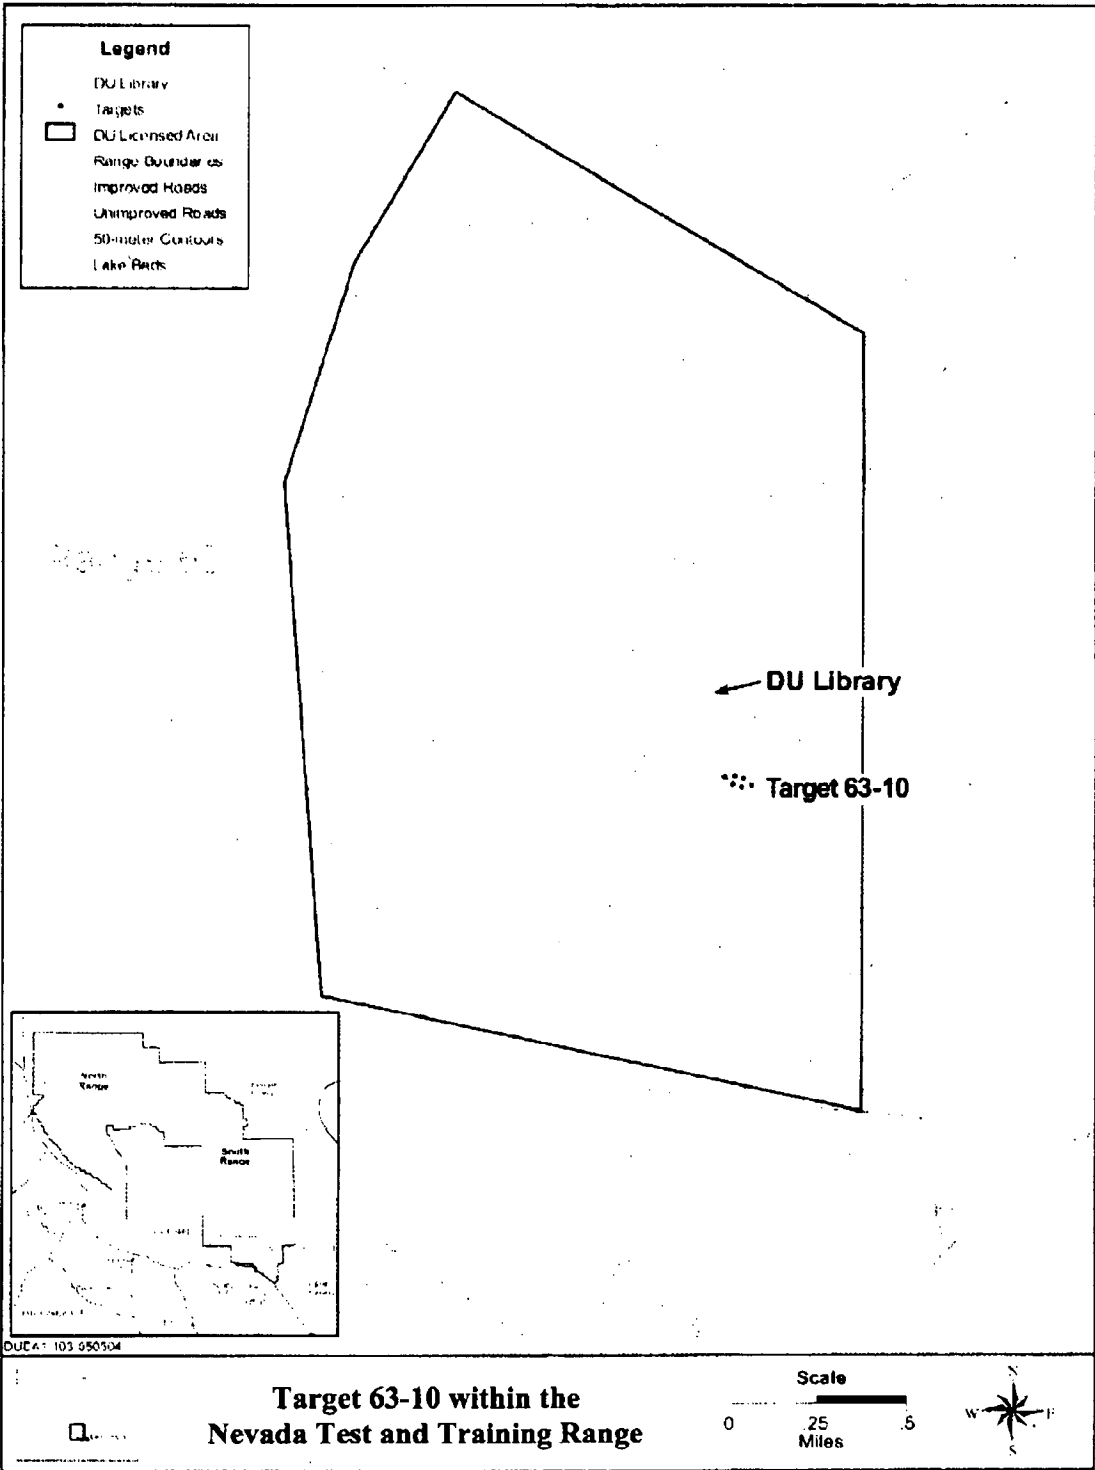 Legend
DU Library
Targets
DU Licensed Area
Range Boundaries
Improved Roads
Unimproved Roads
50-meter Contours
Lake Beds
DU Library
Target 63-10
North
Range
South
Range
Target 63-10 within the
Nevada Test and Training Range
Scale
0 .25 .5
Miles
N
W E
S